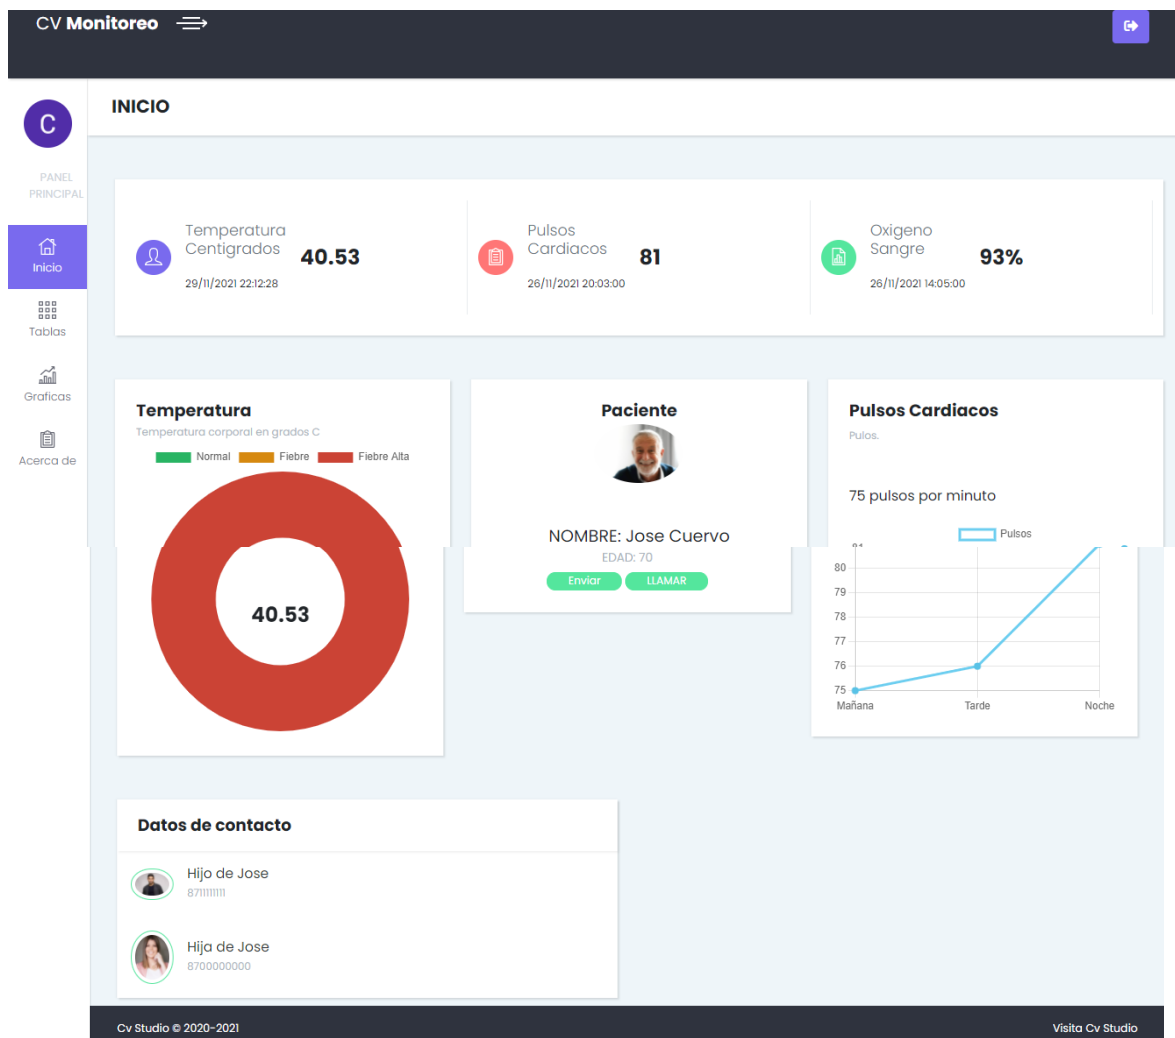 CV Monitoreo
C
INICIO
PANEL
PRINCIPAL
Inicio
Tablas
Graficas
Acerca de
Temperatura
Centigrados
40.53
29/11/2021 22:12:28
Pulsos
Cardiacos
81
26/11/2021 20:03:00
Oxigeno
Sangre
93%
26/11/2021 14:05:00
Temperatura
Temperatura corporal en grados C
Normal Fiebre Fiebre Alta
40.53
Paciente
NOMBRE: Jose Cuervo
EDAD: 70
Enviar LLAMAR
Pulsos Cardiacos
Pulos.
75 pulsos por minuto
Pulsos
81
80
79
78
77
76
75
Mañana Tarde Noche
Datos de contacto
Hijo de Jose
8711111111
Hija de Jose
8700000000
Cv Studio © 2020-2021 Visita Cv Studio